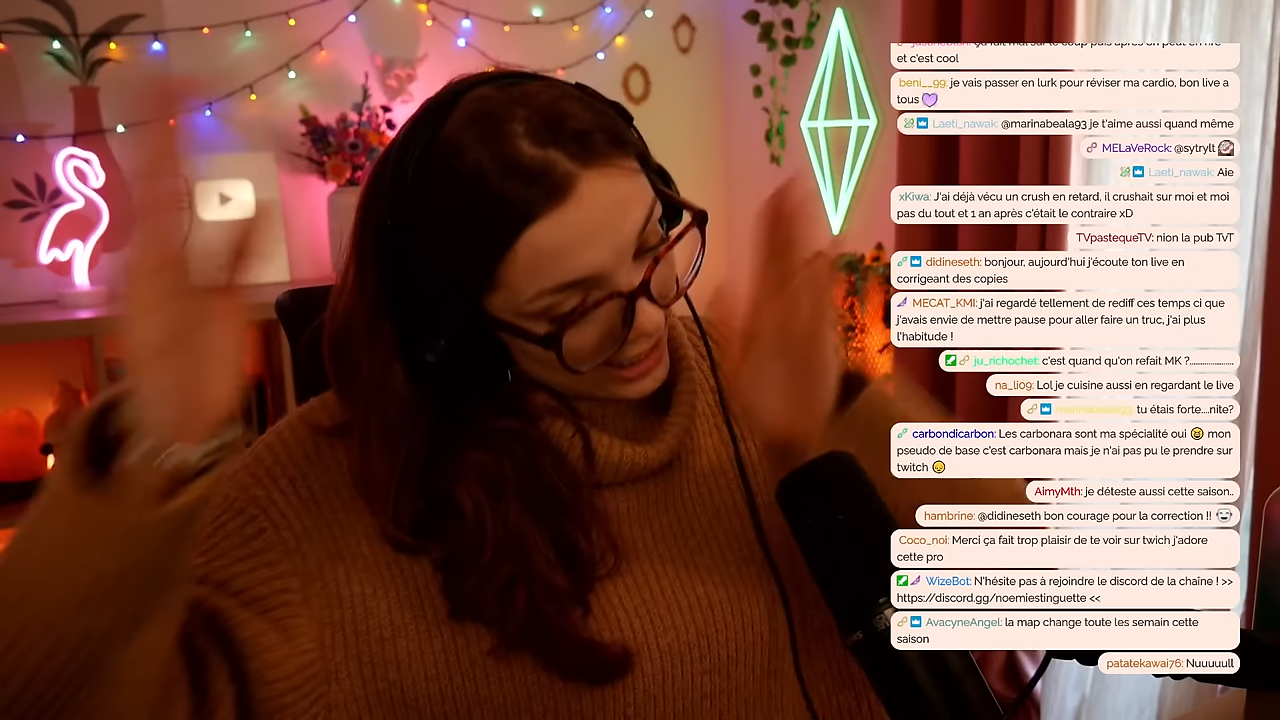 et c'est cool
beni__99: je vais passer en lurk pour réviser ma cardio, bon live a
tous
Laeti_nawak: @marinabeala93 je t'aime aussi quand même
MELaVeRock: @sytrylt
Laeti_nawak: Aie
xKiwa: J'ai déjà vécu un crush en retard, il crushait sur moi et moi
pas du tout et 1 an après c'était le contraire xD
TVpastequeTV: nion la pub TvT
didineseth: bonjour, aujourd'hui j'écoute ton live en
corrigeant des copies
MECAT_KMI: j'ai regardé tellement de rediff ces temps ci que
j'avais envie de mettre pause pour aller faire un truc, j'ai plus
l'habitude !
ju_richochet: c'est quand qu'on refait MK ?...................
na_lio9: Lol je cuisine aussi en regardant le live
tu étais forte....nite?
carbondicarbon: Les carbonara sont ma spécialité oui 😆 mon
pseudo de base c'est carbonara mais je n'ai pas pu le prendre sur
twitch 😞
AimyMth: je déteste aussi cette saison..
hambrine: @didineseth bon courage pour la correction !!
Coco_noi: Merci ça fait trop plaisir de te voir sur twich j'adore
cette pro
WizeBot: N'hésite pas à rejoindre le discord de la chaîne ! >>
https://discord.gg/noemiestinguette <<
AvacyneAngel: la map change toute les semain cette
saison
patatekawai76: Nuuuuull